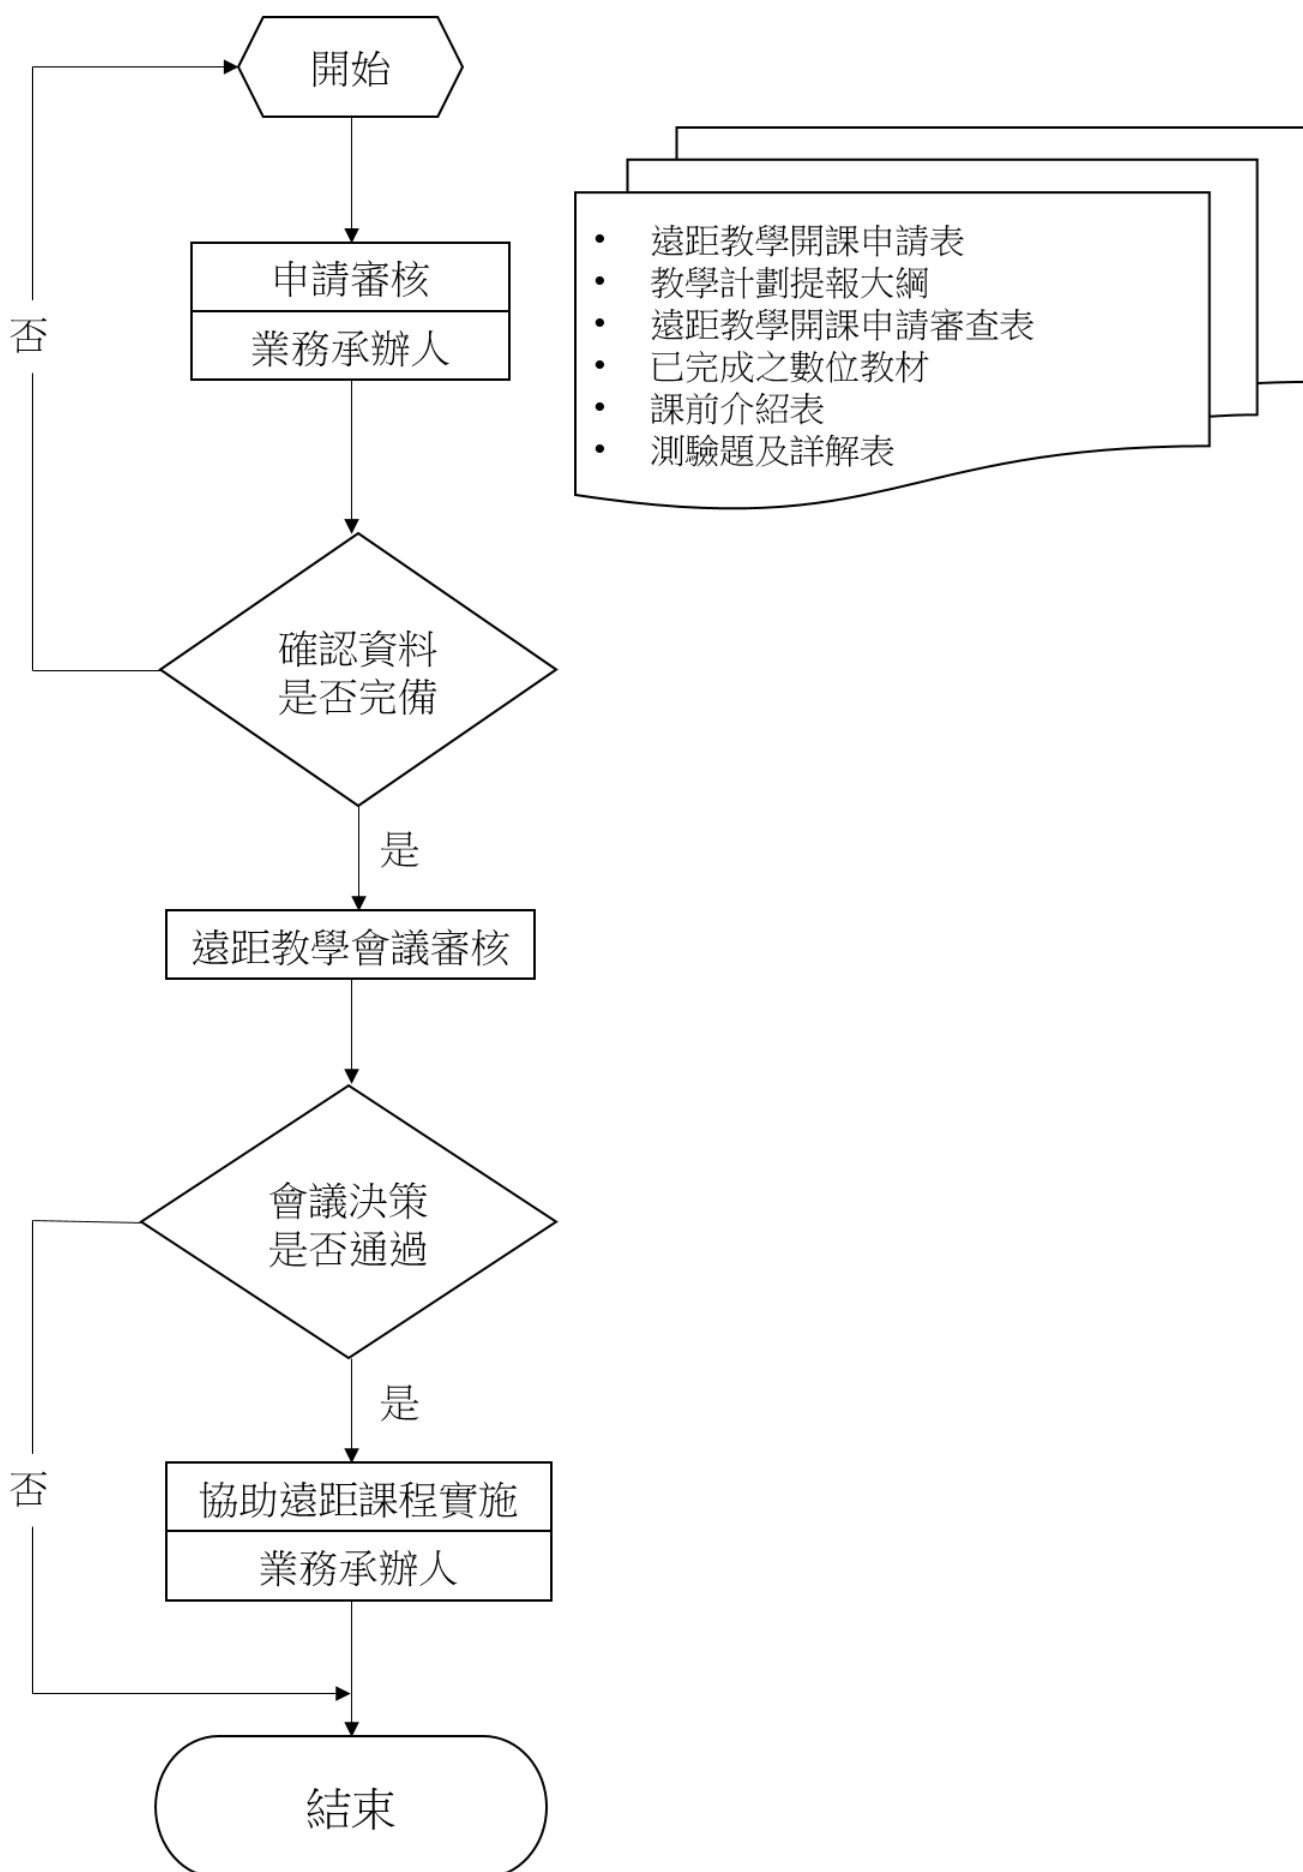 開始
申請審核
業務承辦人
• 遠距教學開課申請表
• 教學計劃提報大綱
• 遠距教學開課申請審查表
• 已完成之數位教材
• 課前介紹表
• 測驗題及詳解表
否
確認資料
是否完備
是
遠距教學會議審核
會議決策
是否通過
是
否
協助遠距課程實施
業務承辦人
結束